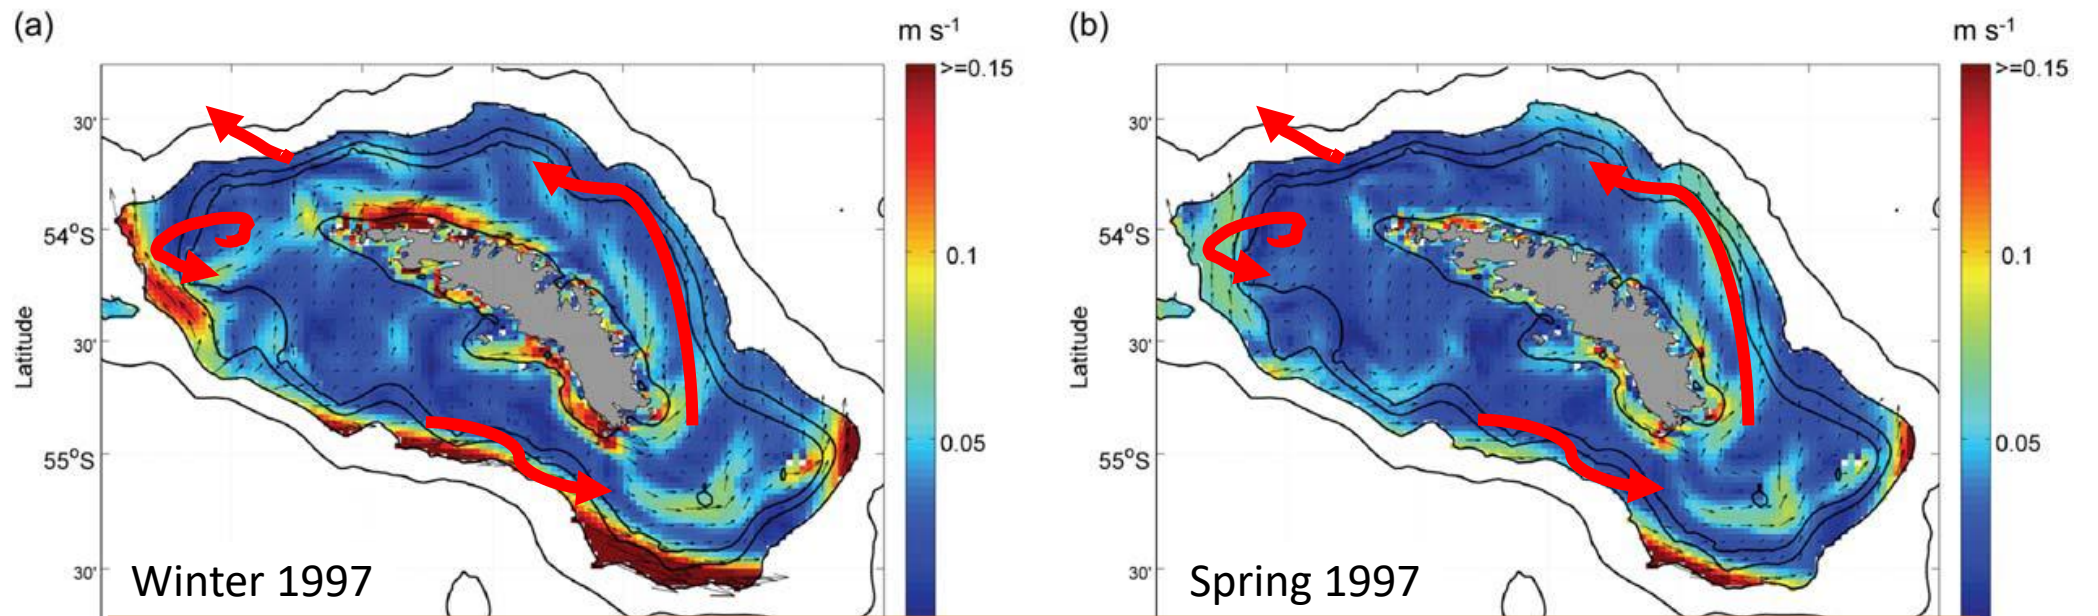 (a)
m s-1
>=0.15
0.1
0.05
Latitude
30'
54°S
30'
55°S
30'
Winter 1997
(b)
m s-1
>=0.15
0.1
0.05
Latitude
30'
54°S
30'
55°S
30'
Spring 1997